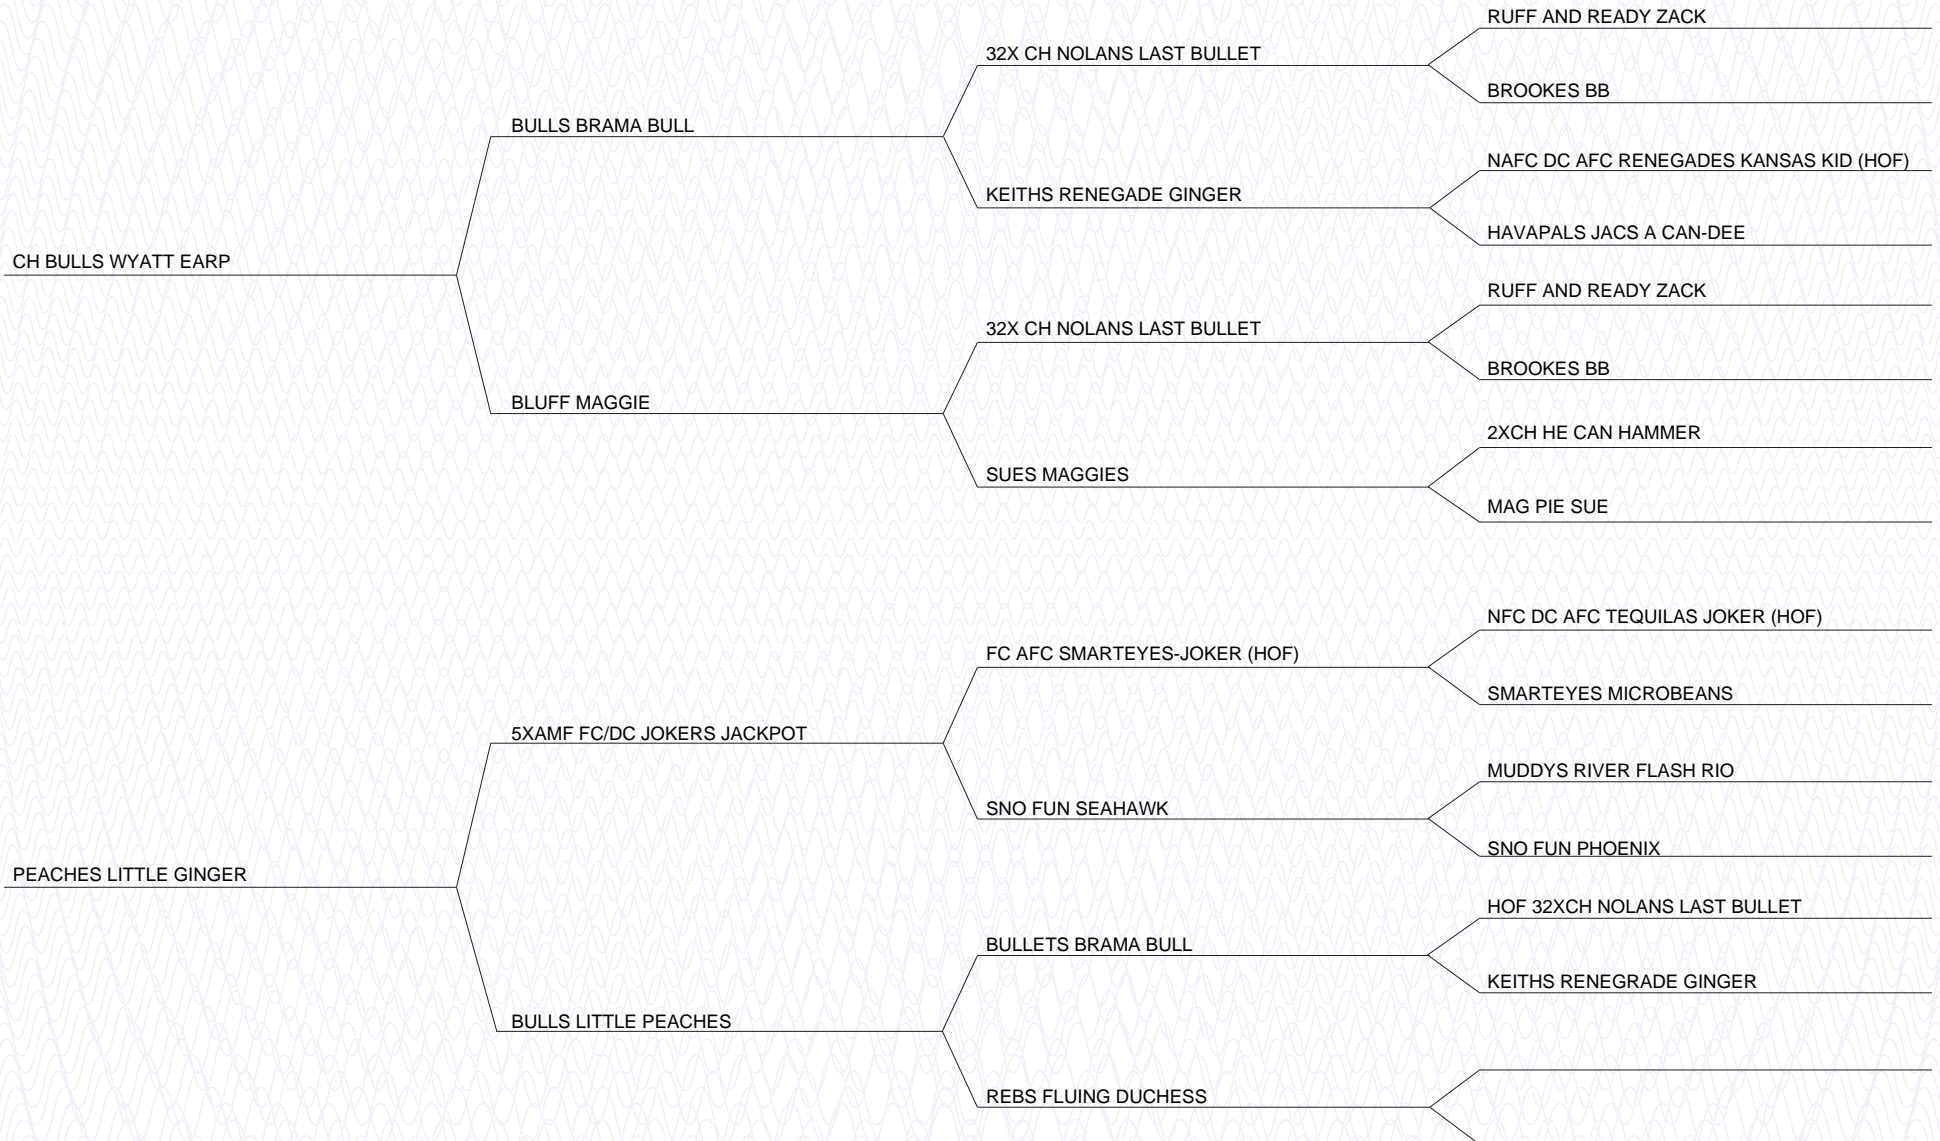 RUFF AND READY ZACK
32X CH NOLANS LAST BULLET
BROOKES BB
BULLS BRAMA BULL
NAFC DC AFC RENEGADES KANSAS KID (HOF)
KEITHS RENEGADE GINGER
HAVAPALS JACS A CAN-DEE
CH BULLS WYATT EARP
RUFF AND READY ZACK
32X CH NOLANS LAST BULLET
BROOKES BB
BLUFF MAGGIE
2XCH HE CAN HAMMER
SUES MAGGIES
MAG PIE SUE
NFC DC AFC TEQUILAS JOKER (HOF)
FC AFC SMARTEYES-JOKER (HOF)
SMARTEYES MICROBEANS
5XAMF FC/DC JOKERS JACKPOT
MUDDYS RIVER FLASH RIO
SNO FUN SEAHAWK
SNO FUN PHOENIX
PEACHES LITTLE GINGER
HOF 32XCH NOLANS LAST BULLET
BULLETS BRAMA BULL
KEITHS RENEGRADE GINGER
BULLS LITTLE PEACHES
REBS FLUING DUCHESS